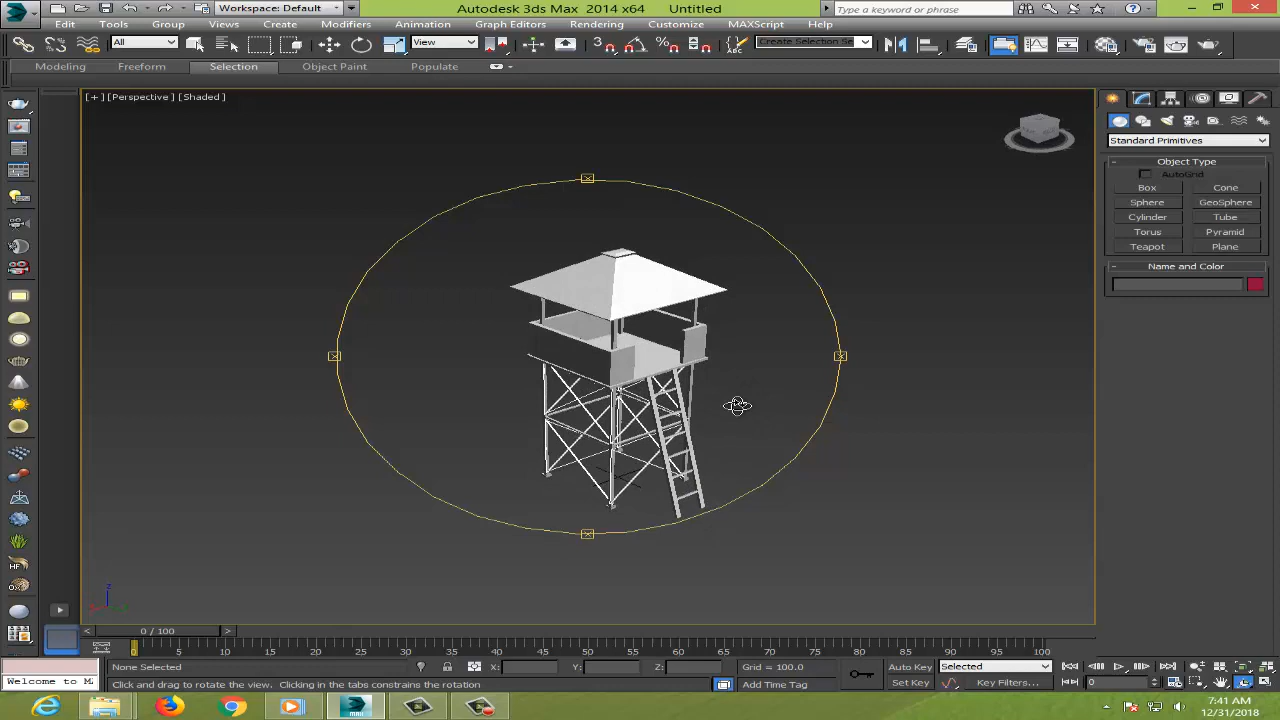 Workspace: Default
Autodesk 3ds Max 2014 x64 Untitled
Type a keyword or phrase
Edit Tools Group Views Create Modifiers Animation Graph Editors Rendering Customize MAXScript Help
All
View
Create Selection Se
Modeling Freeform Selection Object Paint Populate
[+] [Perspective] [Shaded]
Standard Primitives
Object Type
AutoGrid
Box Cone
Sphere GeoSphere
Cylinder Tube
Torus Pyramid
Teapot Plane
Name and Color
HF
z
0 / 100
0 5 10 15 20 25 30 35 40 45 50 55 60 65 70 75 80 85 90 95 100
None Selected
X: Y: Z:
Grid = 100.0
Auto Key
Selected
Welcome to M
Click and drag to rotate the view. Clicking in the tabs constrains the rotation
Add Time Tag
Set Key
Key Filters...
0
7:41 AM
12/31/2018